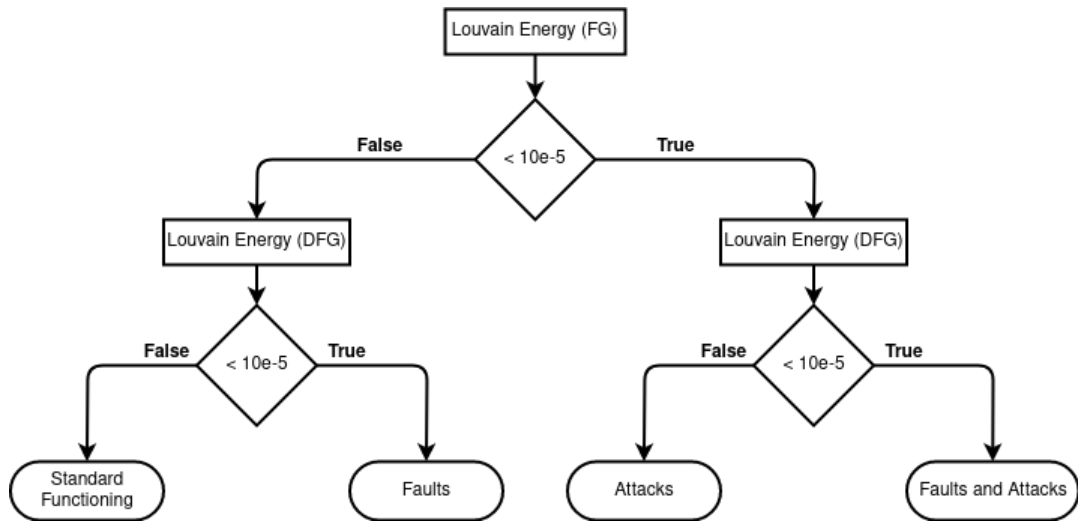 Louvain Energy (FG)
< 10e-5
False
True
Louvain Energy (DFG)
Louvain Energy (DFG)
< 10e-5
False
True
< 10e-5
False
True
Standard
Functioning
Faults
Attacks
Faults and Attacks